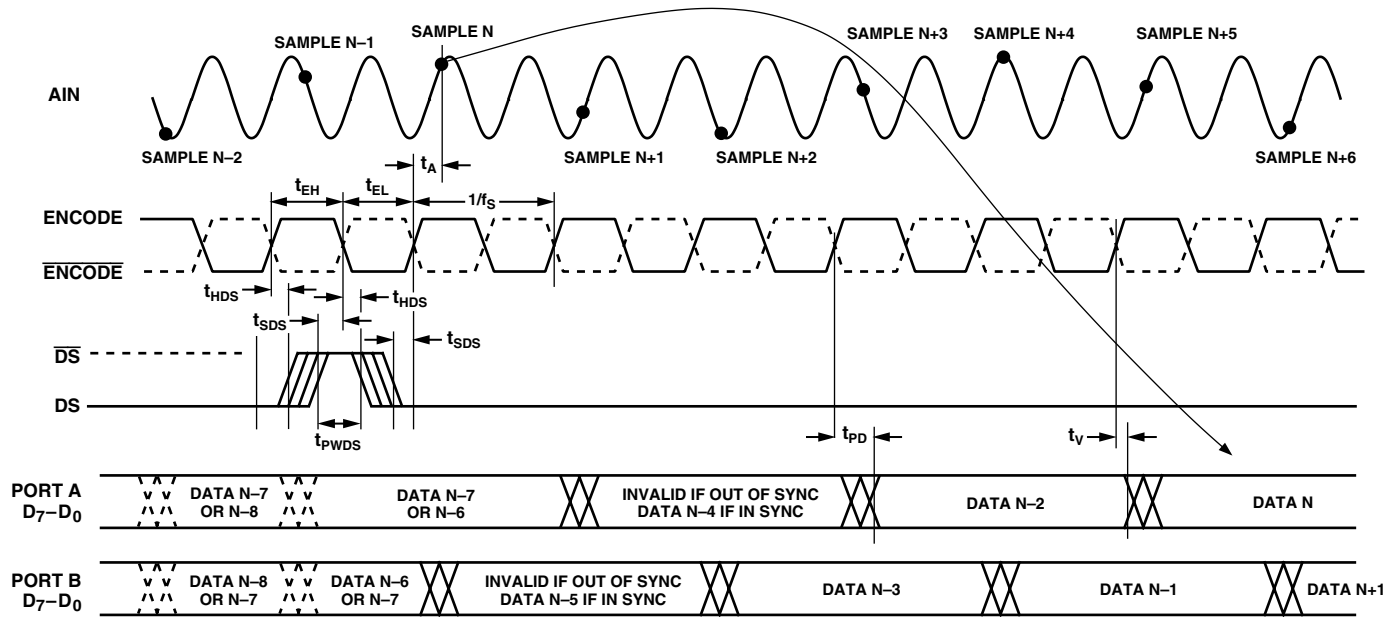 SAMPLE N
SAMPLE N–1
SAMPLE N+3
SAMPLE N+4
SAMPLE N+5
AIN
SAMPLE N–2
SAMPLE N+1
SAMPLE N+2
SAMPLE N+6
tA
tEH
tEL
1/fS
ENCODE
ENCODE
tHDS
tHDS
tSDS
tSDS
DS
DS
tPWDS
tPD
tV
PORT A
D7–D0
DATA N–7
OR N–8
DATA N–7
OR N–6
INVALID IF OUT OF SYNC
DATA N–4 IF IN SYNC
DATA N–2
DATA N
PORT B
D7–D0
DATA N–8
OR N–7
DATA N–6
OR N–7
INVALID IF OUT OF SYNC
DATA N–5 IF IN SYNC
DATA N–3
DATA N–1
DATA N+1